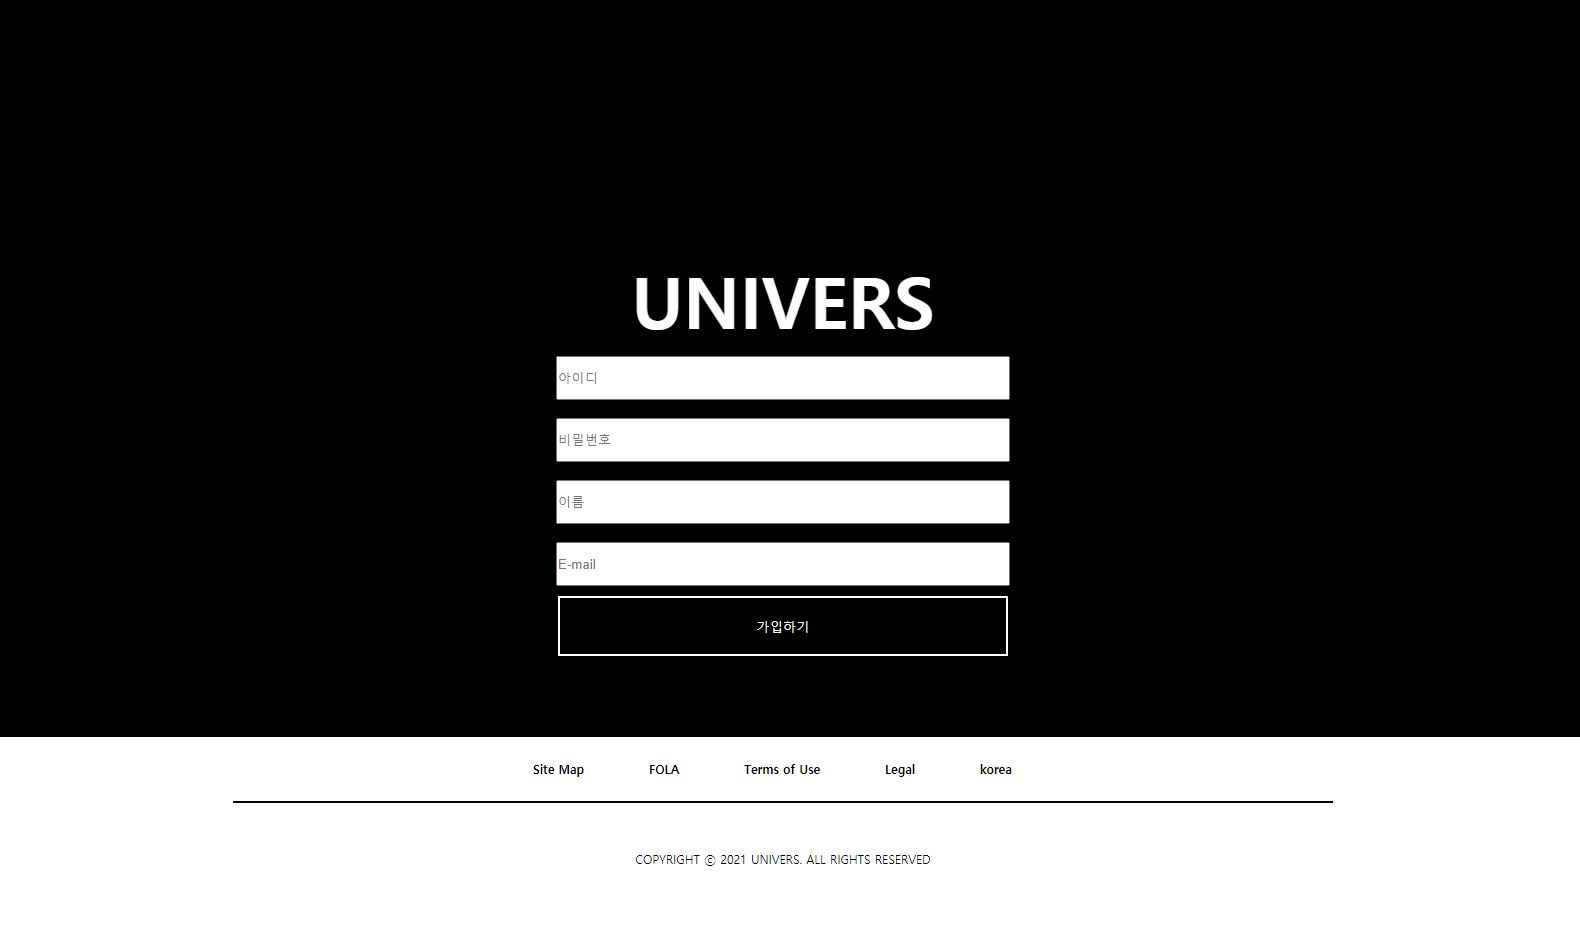 UNIVERS
아이디
비밀번호
이름
E-mail
가입하기
Site Map FOLA Terms of Use Legal korea
COPYRIGHT ⓒ 2021 UNIVERS. ALL RIGHTS RESERVED